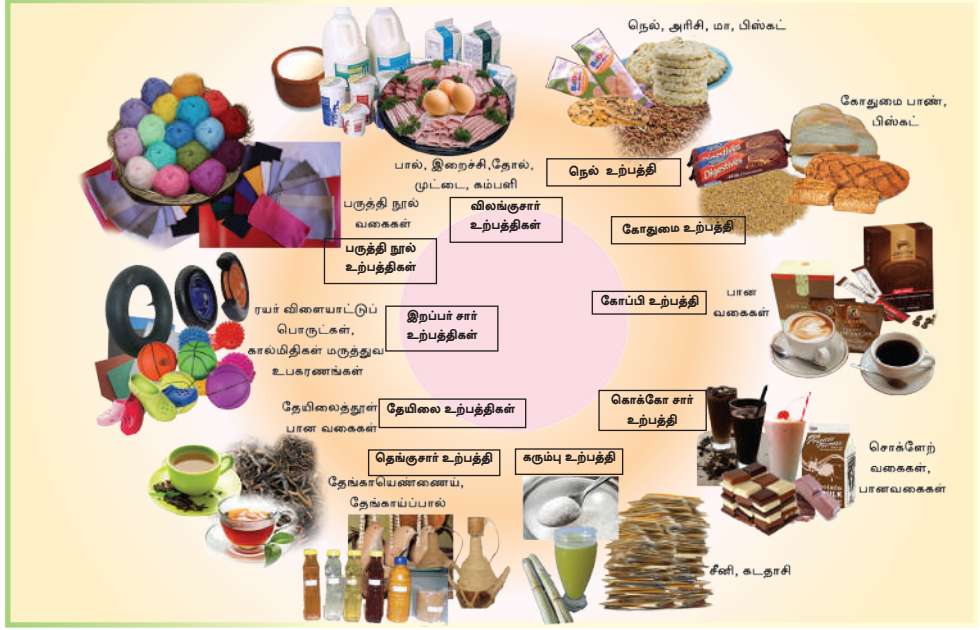 நெல், அரிசி, மா, பிஸ்கட்
கோதுமை பாண்,
பிஸ்கட்
பால், இறைச்சி,தோல்,
முட்டை, கம்பளி
நெல் உற்பத்தி
பருத்தி நூல்
வகைகள்
விலங்குசார்
உற்பத்திகள்
கோதுமை உற்பத்தி
பருத்தி நூல்
உற்பத்திகள்
Digestives
ரயர் விளையாட்டுப்
பொருட்கள்,
கால்மிதிகள் மருத்துவ
உபகரணங்கள்
இறப்பர் சார்
உற்பத்திகள்
கோப்பி உற்பத்தி
பான
வகைகள்
தேயிலைத்தூள்
பான வகைகள்
தேயிலை உற்பத்திகள்
கொக்கோ சார்
உற்பத்தி
சொக்ளேற்
வகைகள்,
பானவகைகள்
தெங்குசார் உற்பத்தி
தேங்காயெண்ணைய்,
தேங்காய்ப்பால்
கரும்பு உற்பத்தி
சீனி, கடதாசி